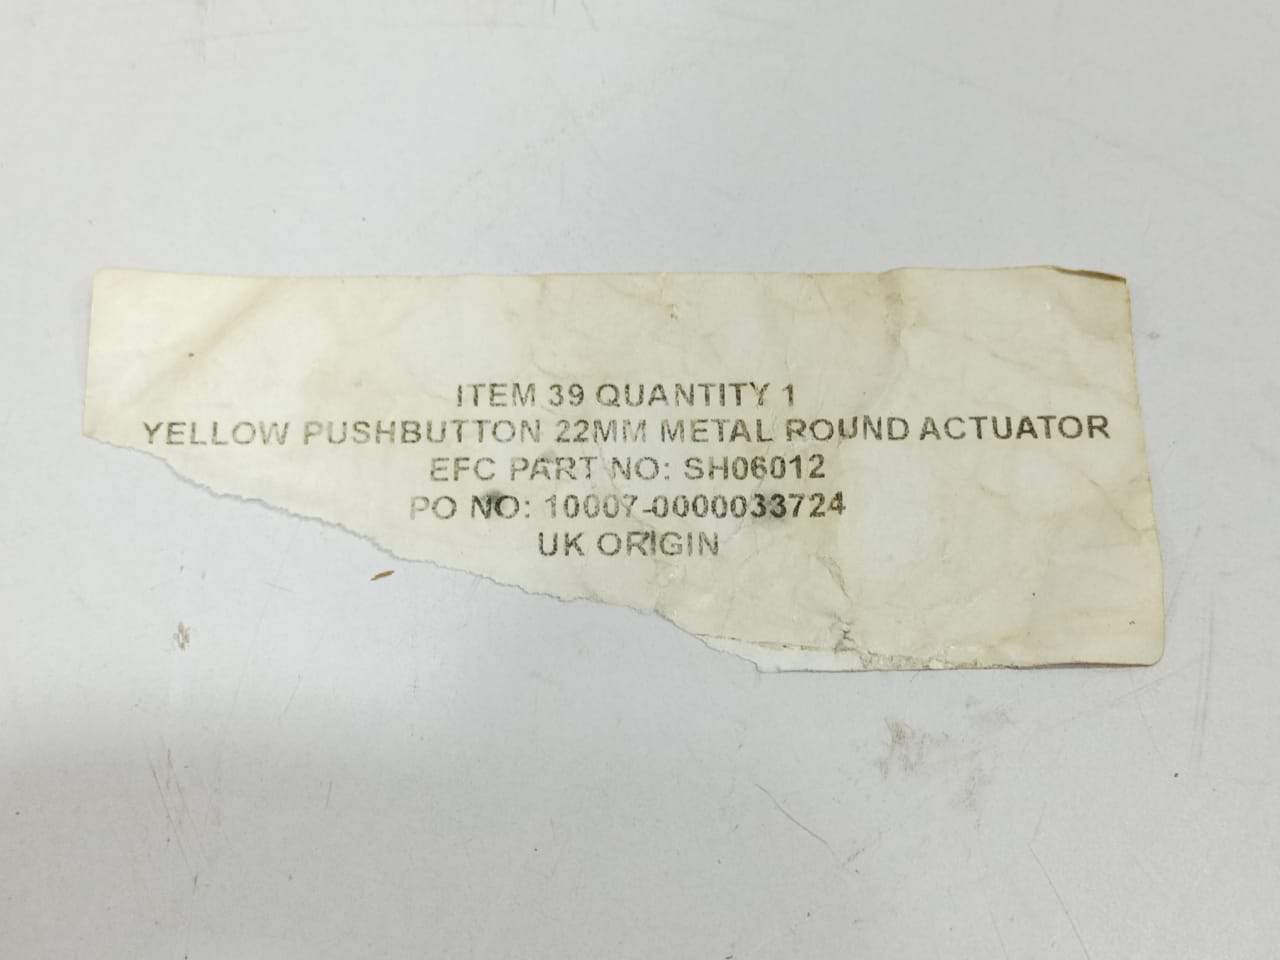 ITEM 39 QUANTITY 1
YELLOW PUSHBUTTON 22MM METAL ROUND ACTUATOR
EFC PART NO: SH06012
PO NO: 10007-0000033724
UK ORIGIN